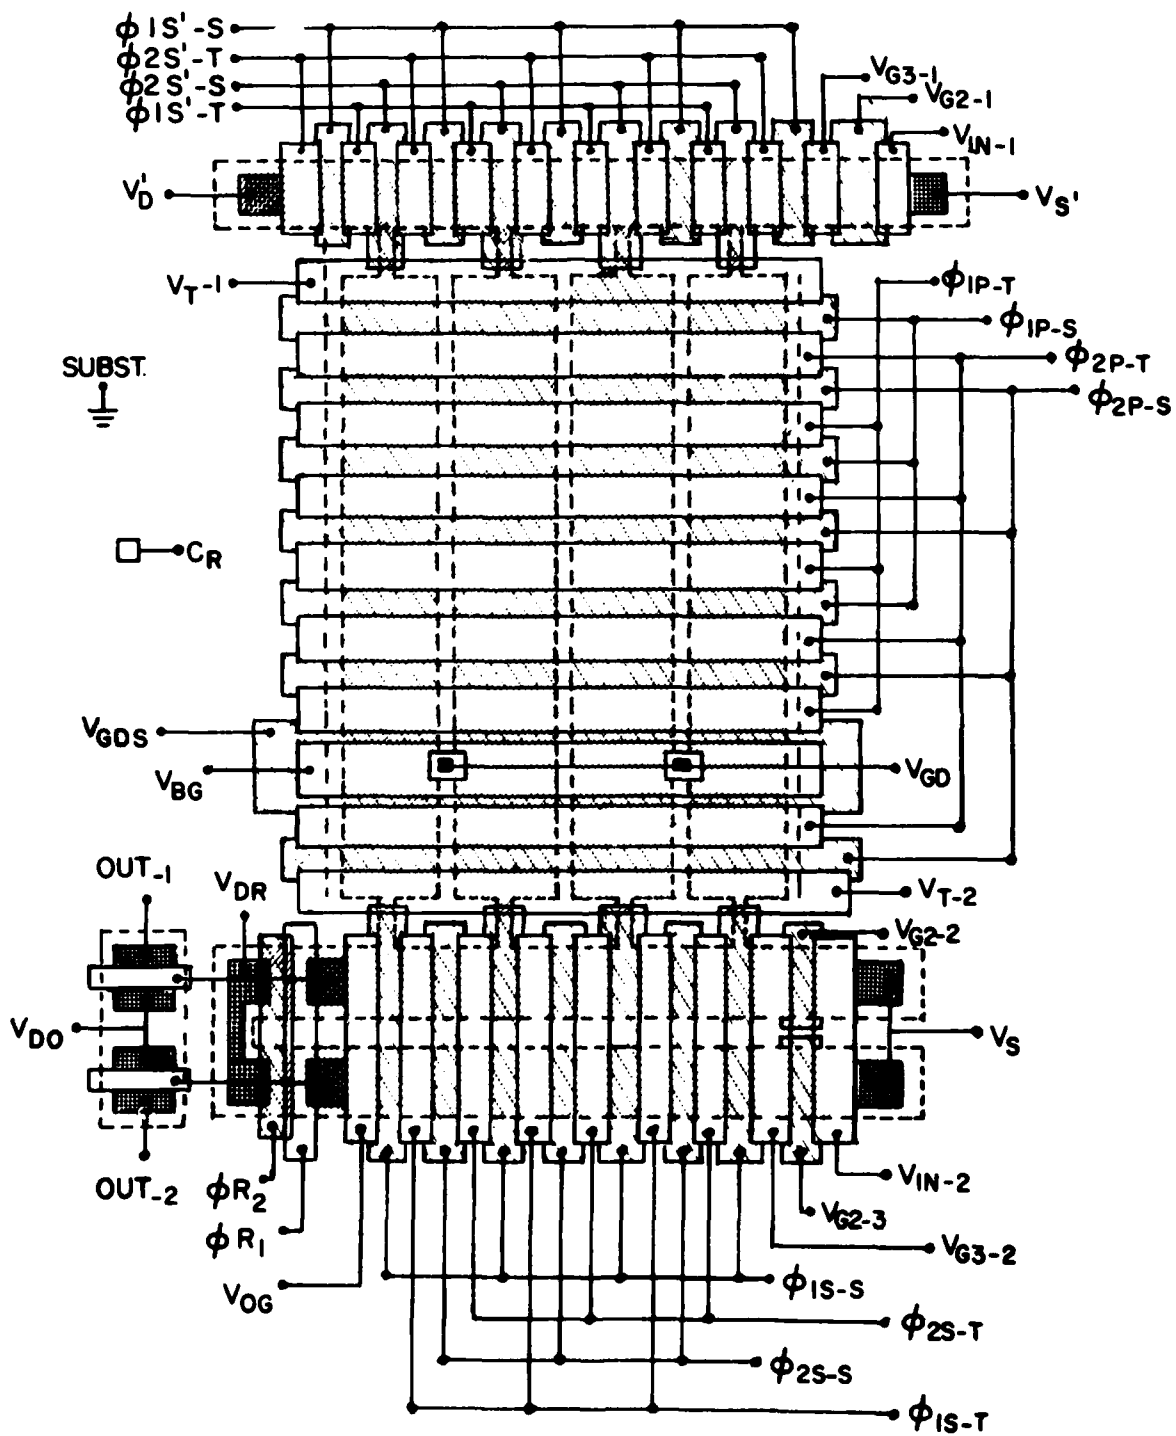 ϕ1S'-S
ϕ2S'-T
ϕ2S'-S
ϕ1S'-T
VG3-1
VG2-1
VIN-1
V'D
VS'
VT-1
ϕ1P-T
ϕ1P-S
ϕ2P-T
ϕ2P-S
SUBST.
CR
VGDS
VBG
VGD
OUT-1
VDR
VT-2
VG2-2
VDO
VS
OUT-2
ϕR2
VIN-2
VG2-3
ϕR1
VG3-2
VOG
ϕ1S-S
ϕ2S-T
ϕ2S-S
ϕ1S-T